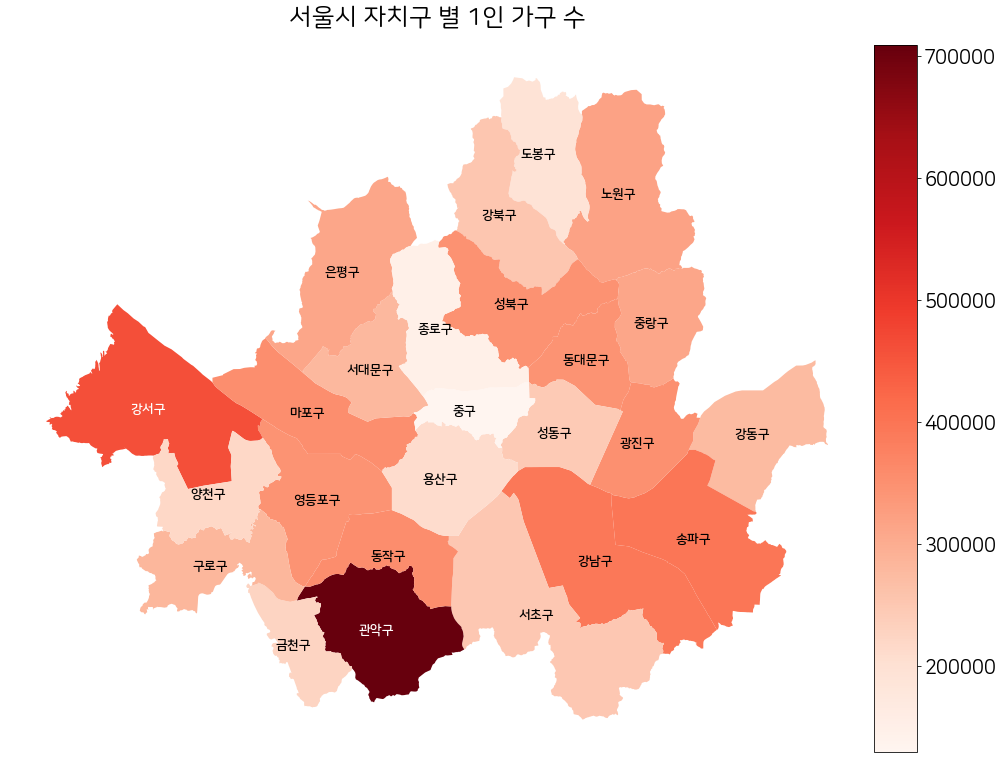 서울시 자치구 별 1인 가구 수
700000
600000
500000
400000
300000
200000
도봉구
노원구
강북구
은평구
성북구
중랑구
종로구
동대문구
서대문구
강서구
마포구
중구
성동구
광진구
강동구
용산구
양천구
영등포구
송파구
동작구
강남구
구로구
서초구
관악구
금천구